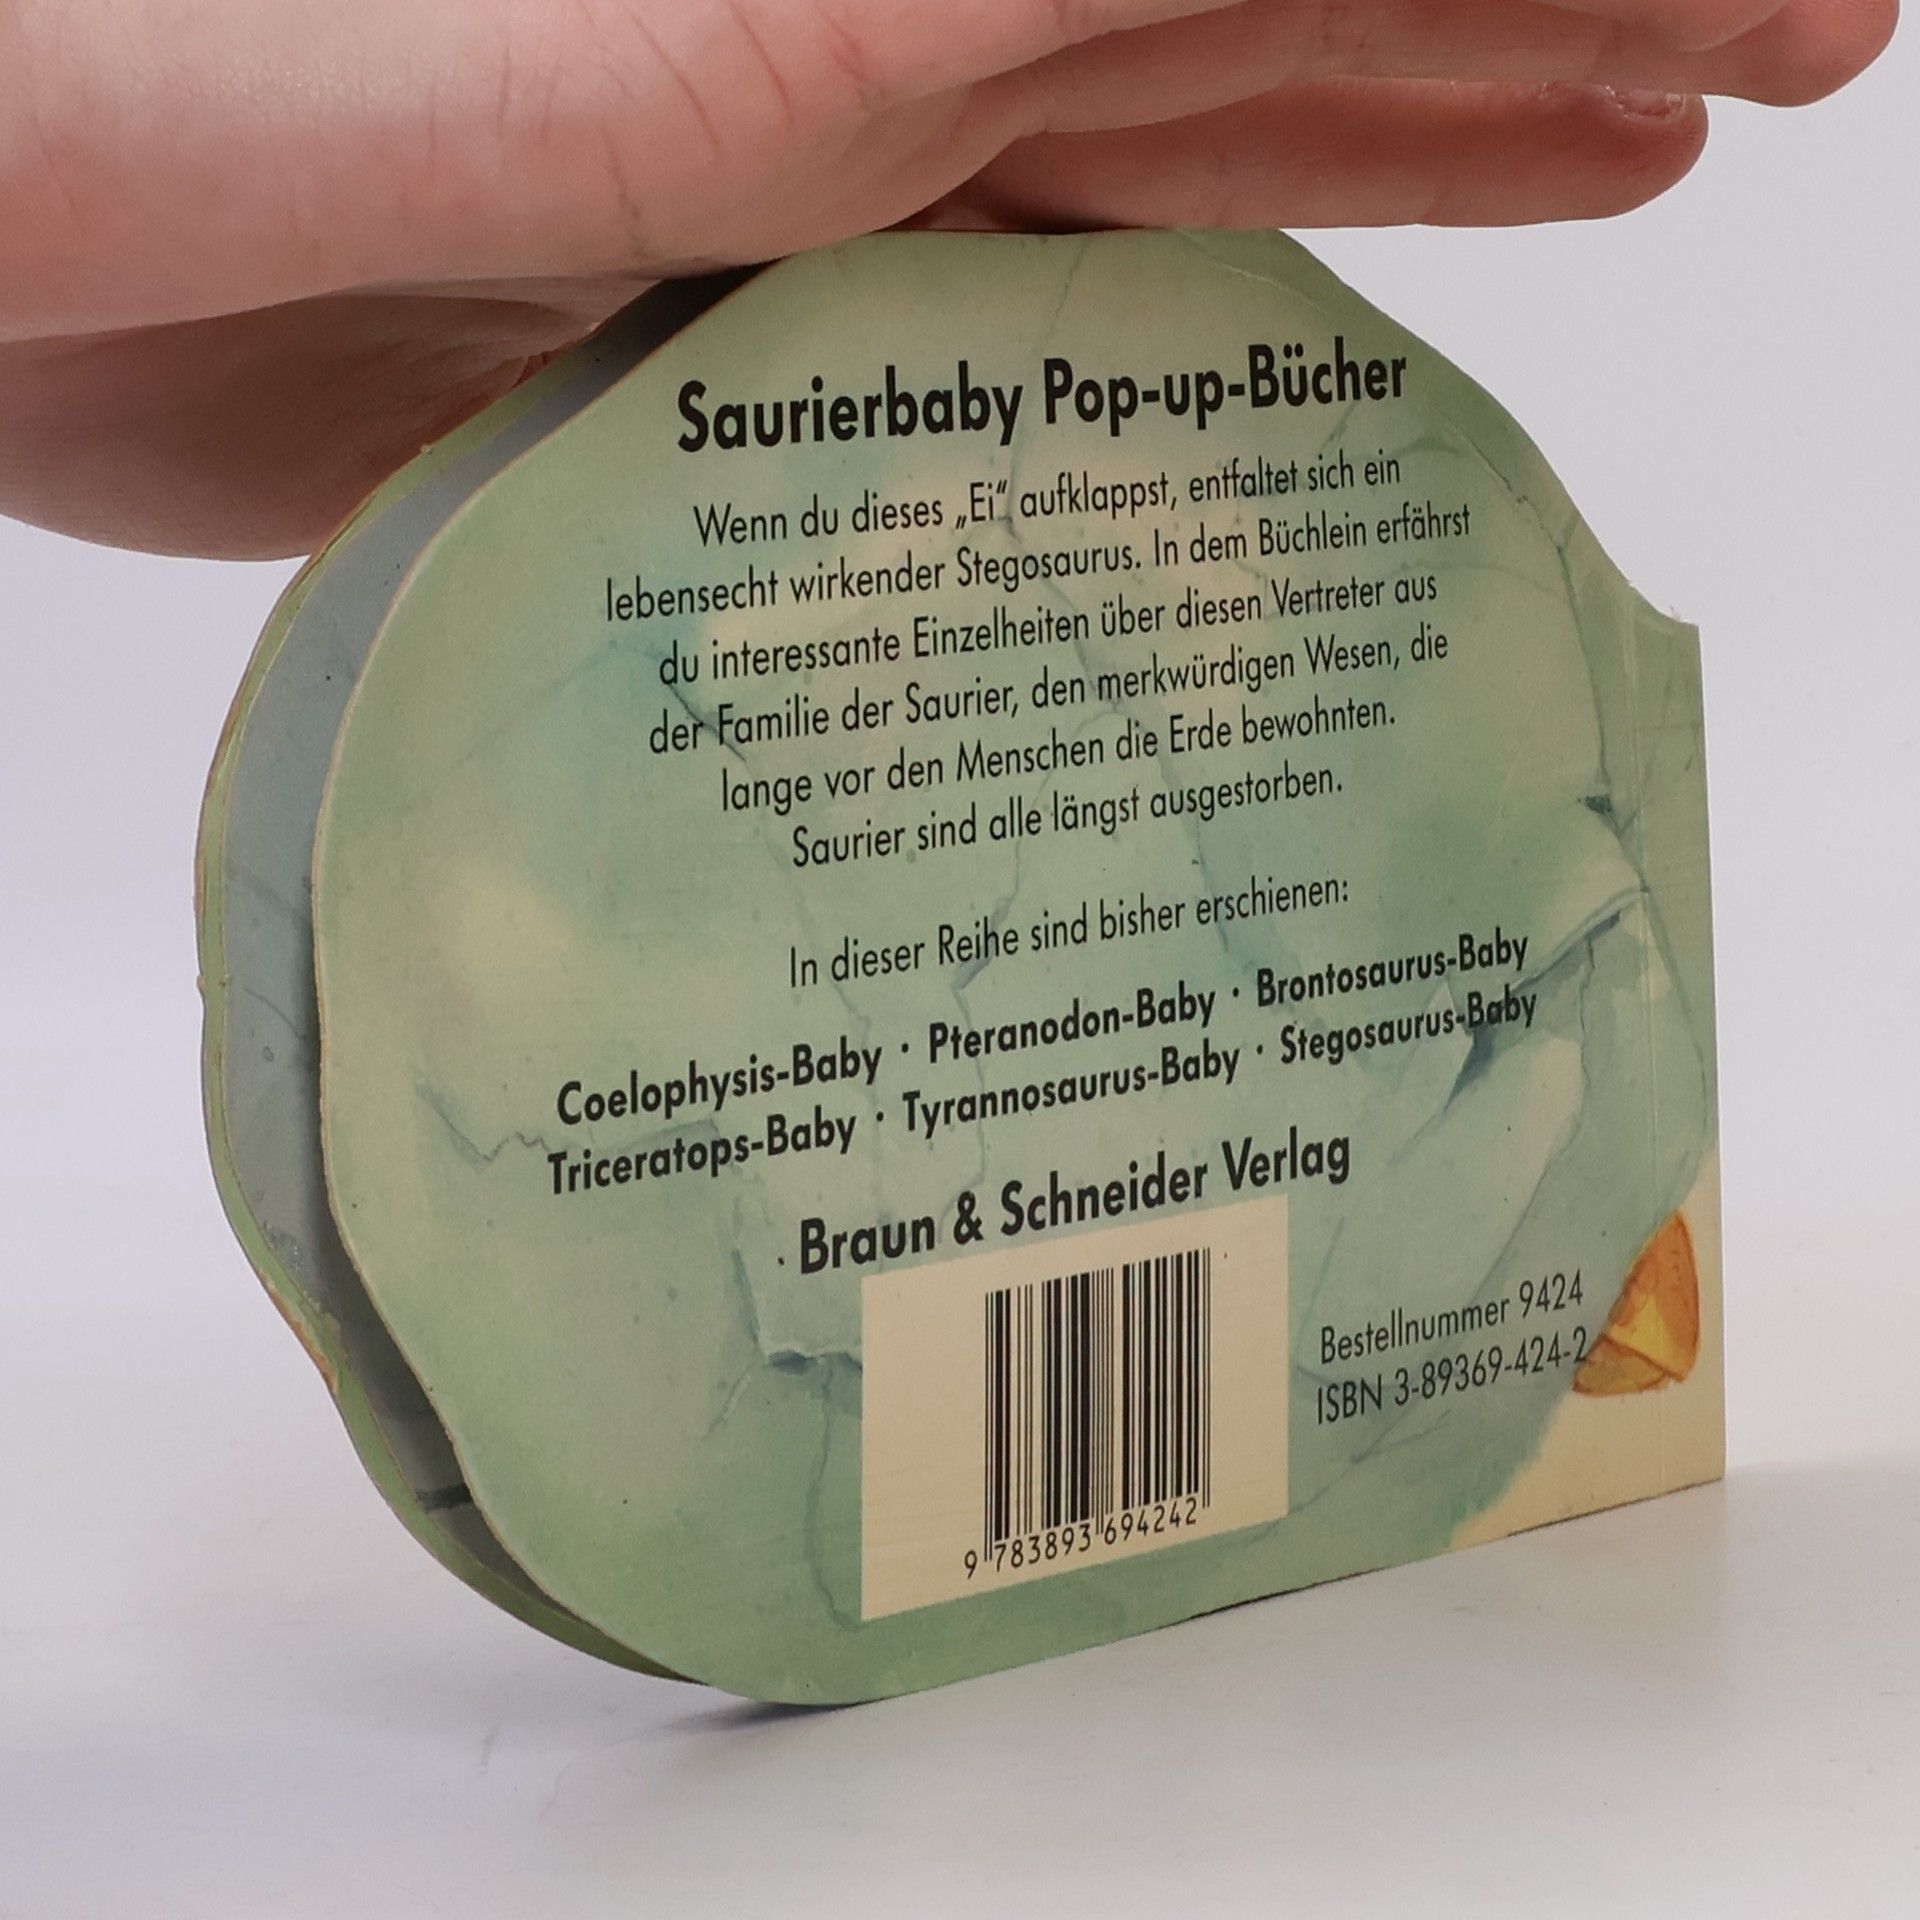 Saurierbaby Pop-up-Bücher
Wenn du dieses „Ei“ aufklappst, entfaltet sich ein
lebensecht wirkender Stegosaurus. In dem Büchlein erfährst
du interessante Einzelheiten über diesen Vertreter aus
der Familie der Saurier, den merkwürdigen Wesen, die
lange vor den Menschen die Erde bewohnten.
Saurier sind alle längst ausgestorben.
In dieser Reihe sind bisher erschienen:
Coelophysis-Baby · Pteranodon-Baby · Brontosaurus-Baby
Triceratops-Baby · Tyrannosaurus-Baby · Stegosaurus-Baby
Braun & Schneider Verlag
Bestellnummer 9424
ISBN 3-89369-424-2
9 783893 694242